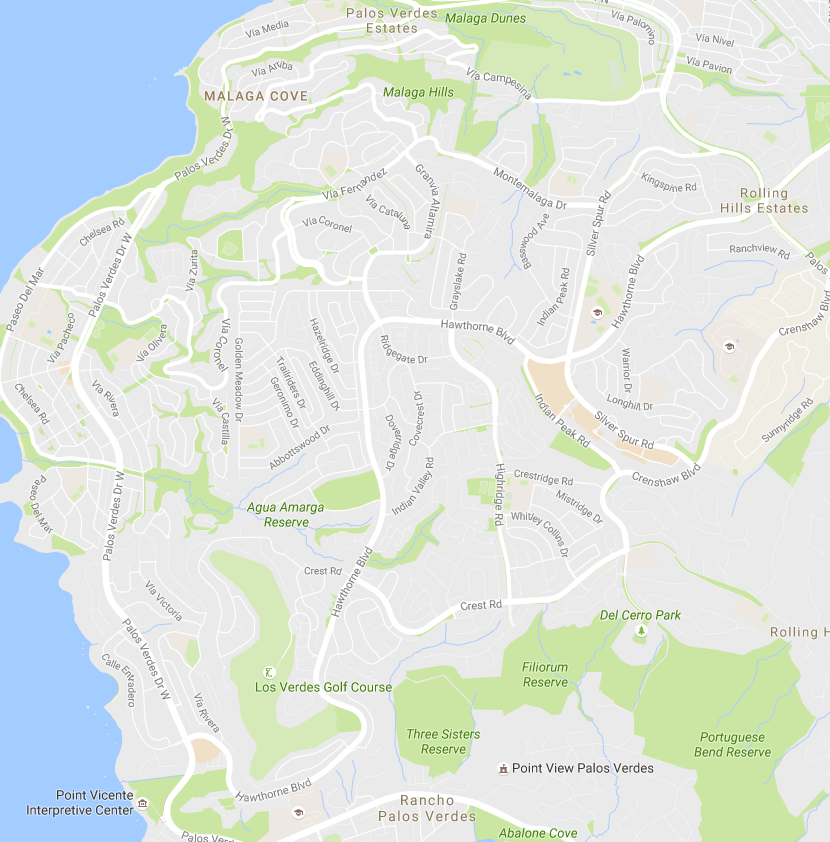 Palos Verdes
Estates
Malaga Dunes
Via Palomino
Via Media
Via Nivel
Via Pavion
Via Arriba
Via Campesina
MALAGA COVE
Malaga Hills
Palos Verdes Dr W
Granvia Altamira
Via Fernandez
Montemalaga Dr
Kingspine Rd
Rolling
Hills Estates
Via Cataluna
Via Coronel
Basswood Ave
Silver Spur Rd
Chelsea Rd
Palos Verdes Dr W
Ranchview Rd
Palos
Via Zurita
Grayslake Rd
Indian Peak Rd
Hawthorne Blvd
Paseo Del Mar
Crenshaw Blvd
Via Pacheco
Via Olivera
Via Coronel
Hazelridge Dr
Hawthorne Blvd
Ridgegate Dr
Golden Meadow Dr
Trailriders Dr
Eddinghill Dr
Geronimo Dr
Warrior Dr
Longhill Dr
Chelsea Rd
Via Rivera
Via Castilla
Doverridge Dr
Covecrest Dr
Indian Peak Rd
Silver Spur Rd
Sunnyridge Rd
Abbottswood Dr
Crenshaw Blvd
Paseo Del Mar
Palos Verdes Dr W
Indian Valley Rd
Highridge Rd
Crestridge Rd
Mistridge Dr
Agua Amarga
Reserve
Whitley Collins Dr
Crest Rd
Hawthorne Blvd
Via Victoria
Crest Rd
Del Cerro Park
Palos Verdes Dr W
Rolling H
Calle Entradero
Filiorum
Reserve
Los Verdes Golf Course
Via Rivera
Three Sisters
Reserve
Portuguese
Bend Reserve
Point View Palos Verdes
Point Vicente
Interpretive Center
Hawthorne Blvd
Rancho
Palos Verdes
Palos Verd
Abalone Cove